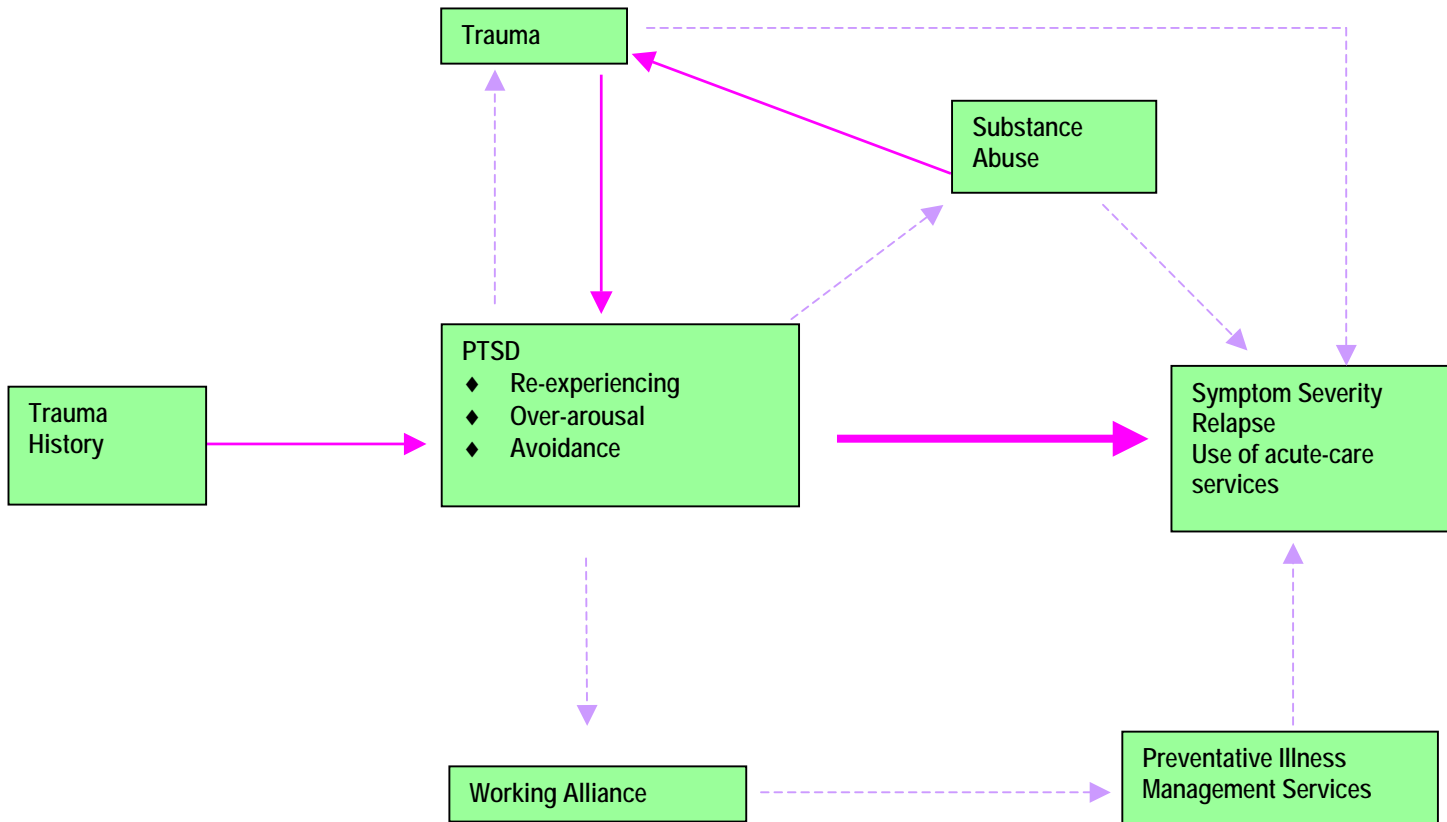 Trauma
Substance
Abuse
PTSD
♦ Re-experiencing
♦ Over-arousal
♦ Avoidance
Trauma
History
Symptom Severity
Relapse
Use of acute-care
services
Working Alliance
Preventative Illness
Management Services